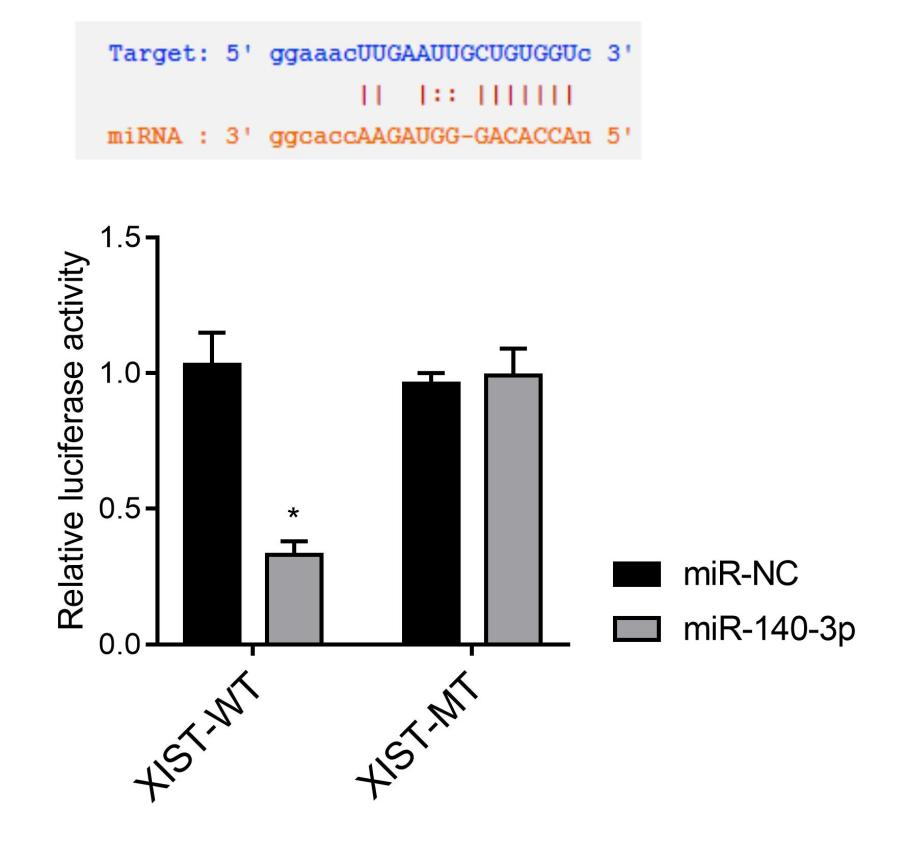 Target: 5' ggaaacUUGAAUUGCUGUGGUc 3'
|| |:: |||||||
miRNA : 3' ggcaccAAGAUGG-GACACCAu 5'
Relative luciferase activity
1.5
1.0
0.5
0.0
*
XIST-WT
XIST-MT
miR-NC
miR-140-3p